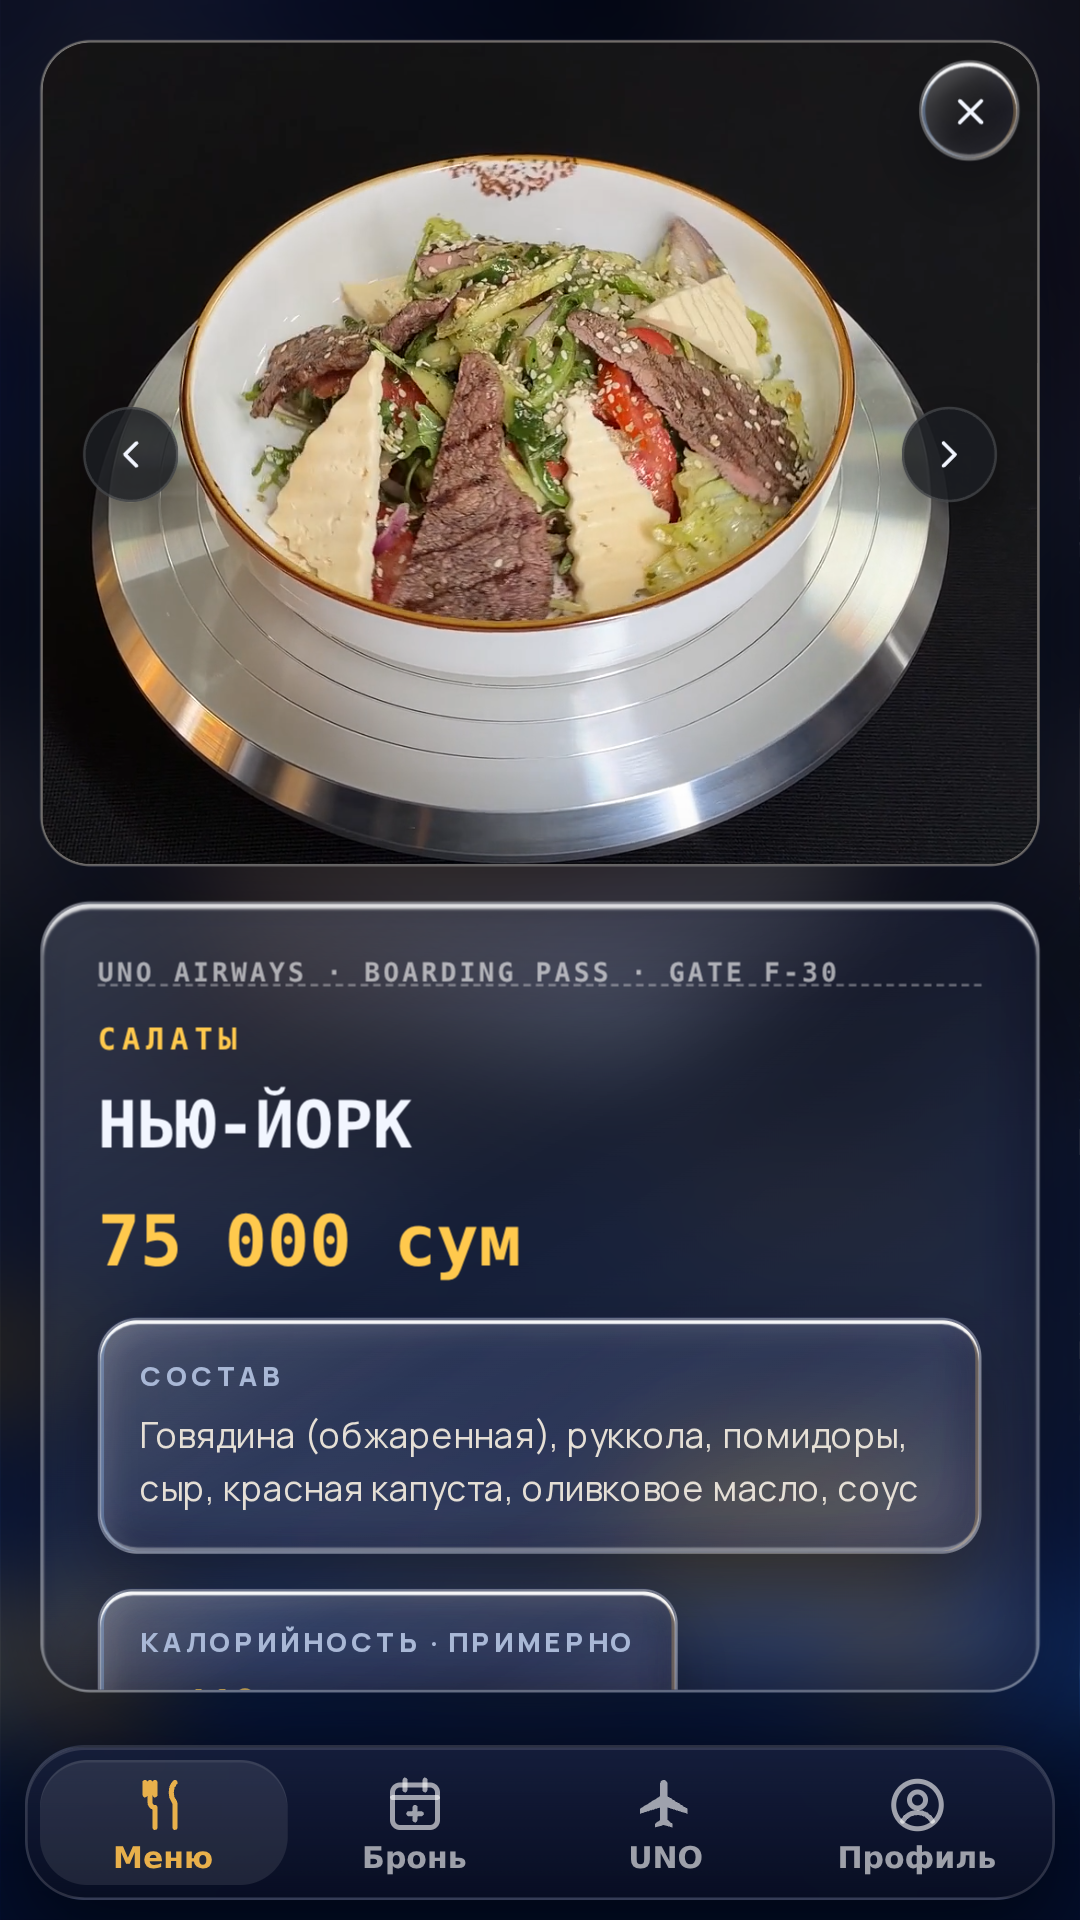 UNO AIRWAYS · BOARDING PASS · GATE F-30
САЛАТЫ
НЬЮ-ЙОРК
75 000 сум
СОСТАВ
Говядина (обжаренная), руккола, помидоры,
сыр, красная капуста, оливковое масло, соус
КАЛОРИЙНОСТЬ · ПРИМЕРНО
Меню
Бронь
UNO
Профиль